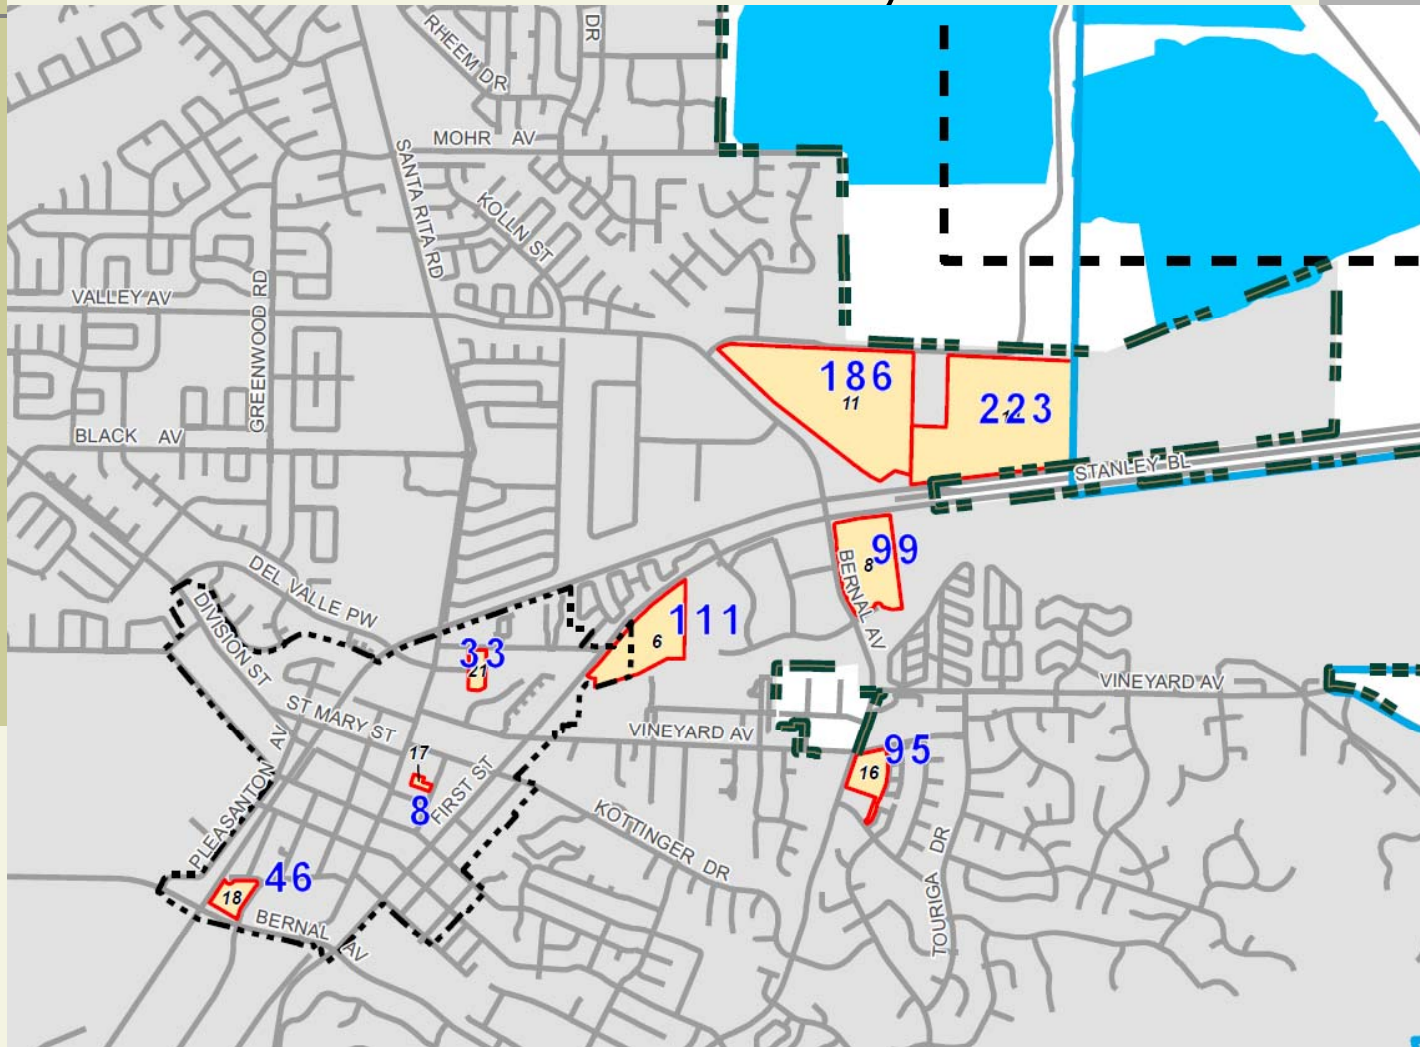 RHEEM DR
DR
MOHR AV
SANTA RITA RD
KOLLN ST
VALLEY AV
GREENWOOD RD
186
11
223
BLACK AV
STANLEY BL
99
8
BERNAL AV
DEL VALLE PW
DIVISION ST
111
6
33
21
VINEYARD AV
ST MARY ST
VINEYARD AV
PLEASANTON AV
17
95
16
8
FIRST ST
KOTTINGER DR
TOURIGA DR
46
18
BERNAL AV